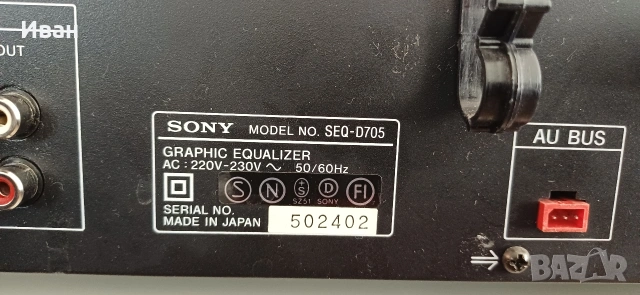 Иван
OUT
SONY MODEL NO. SEQ-D705
GRAPHIC EQUALIZER
AC : 220V-230V ~ 50/60Hz
S N +S D FI
SZ51 SONY
SERIAL NO. 502402
MADE IN JAPAN
AU BUS
⇒
BAZAR